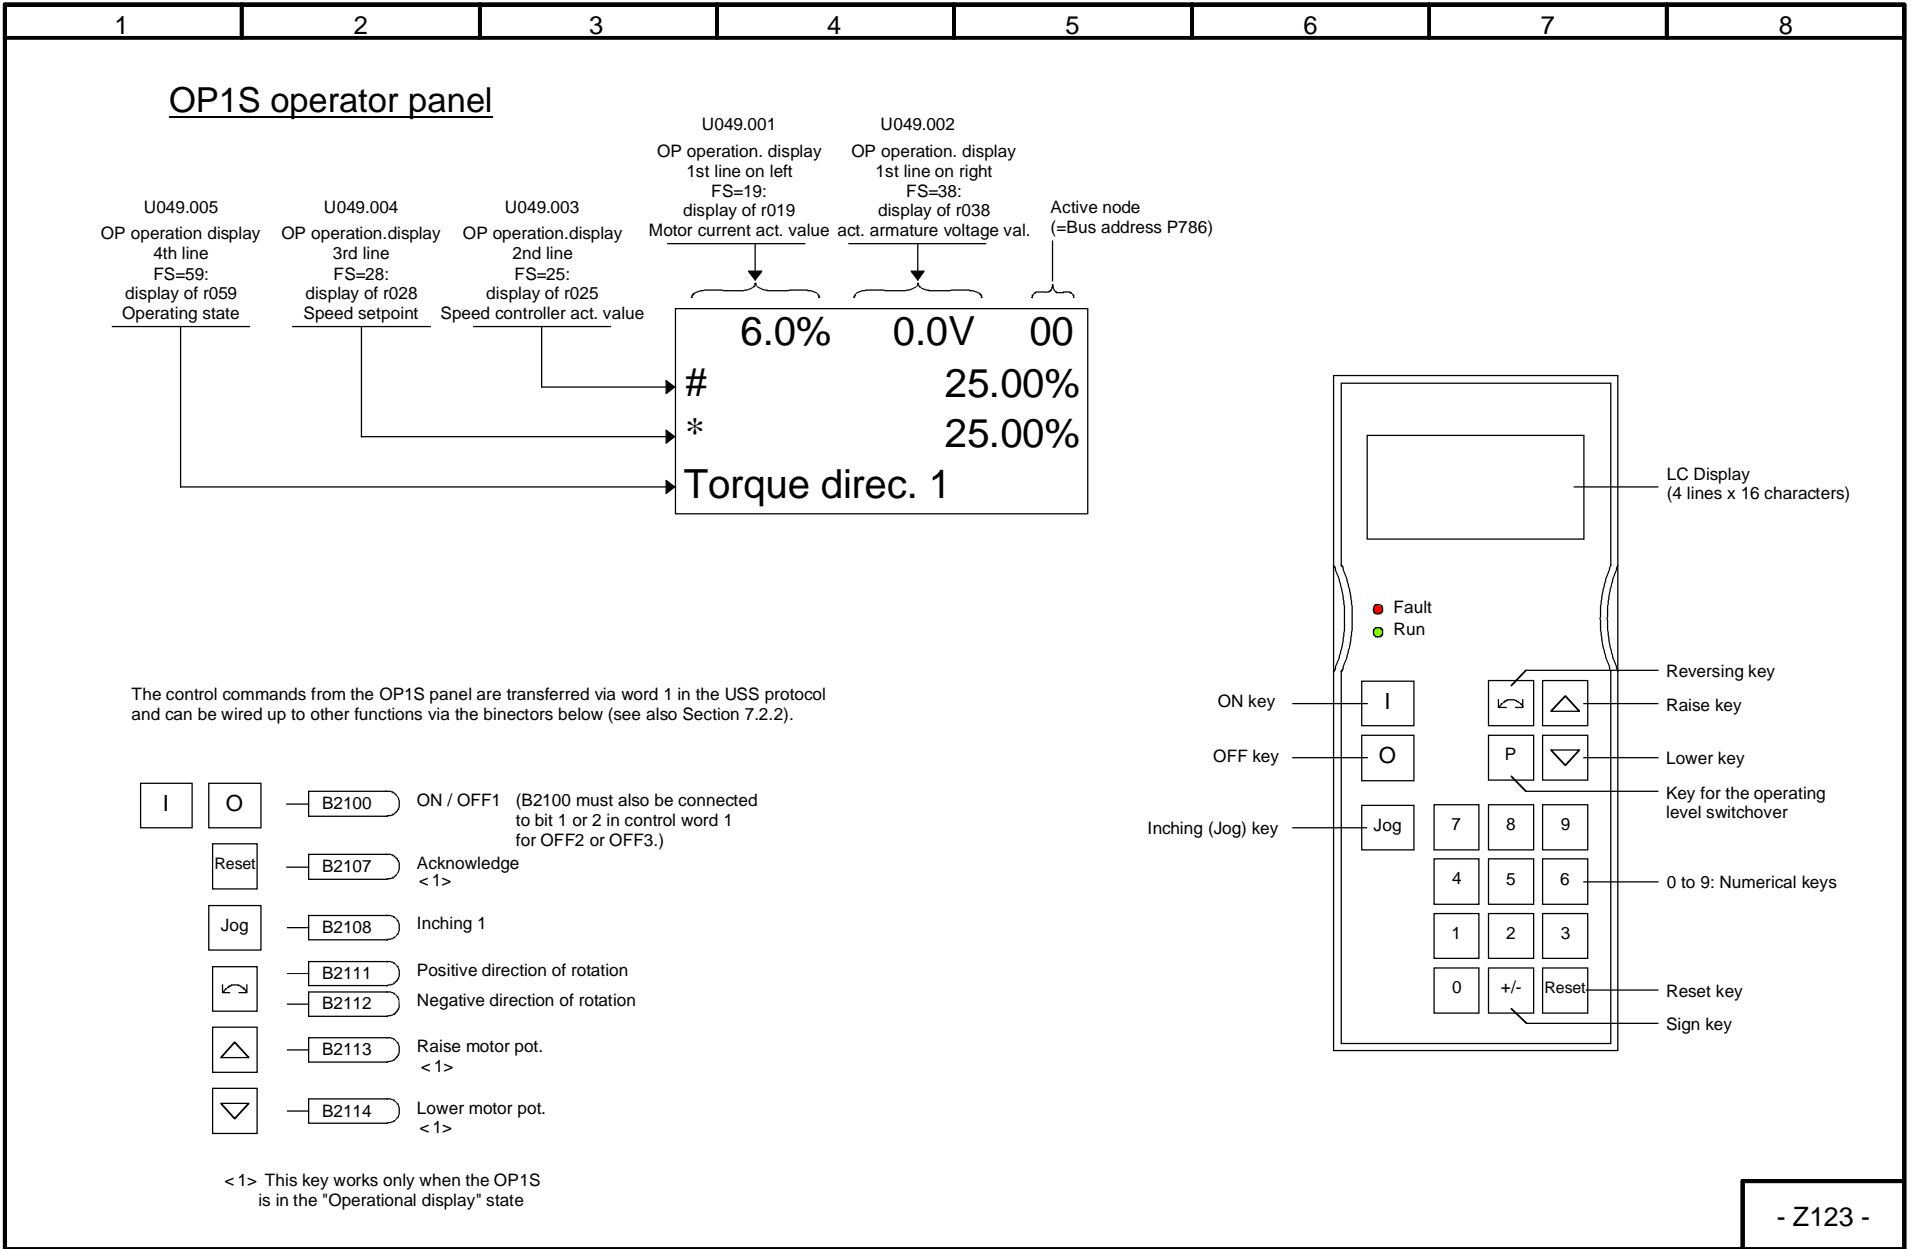 1 2 3 4 5 6 7 8
OP1S operator panel
U049.001
OP operation. display
1st line on left
FS=19:
display of r019
Motor current act. value
U049.002
OP operation. display
1st line on right
FS=38:
display of r038
act. armature voltage val.
Active node
(=Bus address P786)
U049.005
OP operation display
4th line
FS=59:
display of r059
Operating state
U049.004
OP operation.display
3rd line
FS=28:
display of r028
Speed setpoint
U049.003
OP operation.display
2nd line
FS=25:
display of r025
Speed controller act. value
6.0% 0.0V 00
# 25.00%
* 25.00%
Torque direc. 1
LC Display
(4 lines x 16 characters)
Fault
Run
The control commands from the OP1S panel are transferred via word 1 in the USS protocol
and can be wired up to other functions via the binectors below (see also Section 7.2.2).
I O B2100 ON / OFF1 (B2100 must also be connected
to bit 1 or 2 in control word 1
for OFF2 or OFF3.)
Reset B2107 Acknowledge
<1>
Jog B2108 Inching 1
B2111 Positive direction of rotation
B2112 Negative direction of rotation
B2113 Raise motor pot.
<1>
B2114 Lower motor pot.
<1>
<1> This key works only when the OP1S
is in the "Operational display" state
Reversing key
ON key I Raise key
OFF key O P Lower key
Key for the operating
level switchover
Inching (Jog) key Jog 7 8 9
4 5 6 0 to 9: Numerical keys
1 2 3
0 +/- Reset Reset key
Sign key
- Z123 -